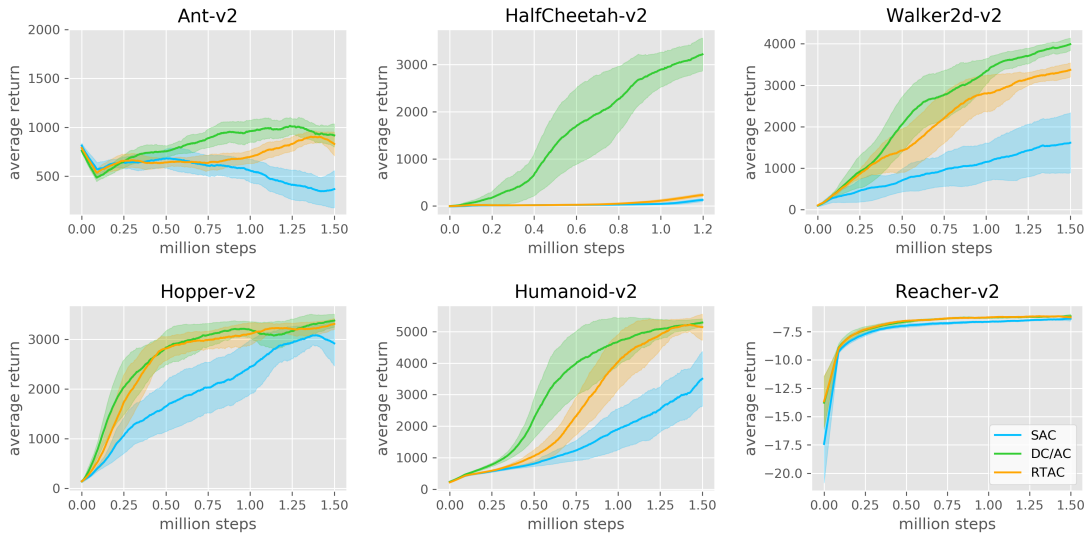 Ant-v2
HalfCheetah-v2
Walker2d-v2
average return
2000
1500
1000
500
0.00 0.25 0.50 0.75 1.00 1.25 1.50
million steps
average return
3000
2000
1000
0
0.0 0.2 0.4 0.6 0.8 1.0 1.2
million steps
average return
4000
3000
2000
1000
0
0.00 0.25 0.50 0.75 1.00 1.25 1.50
million steps
Hopper-v2
Humanoid-v2
Reacher-v2
average return
3000
2000
1000
0
0.00 0.25 0.50 0.75 1.00 1.25 1.50
million steps
average return
5000
4000
3000
2000
1000
0
0.00 0.25 0.50 0.75 1.00 1.25 1.50
million steps
average return
−7.5
−10.0
−12.5
−15.0
−17.5
−20.0
SAC
DC/AC
RTAC
0.00 0.25 0.50 0.75 1.00 1.25 1.50
million steps